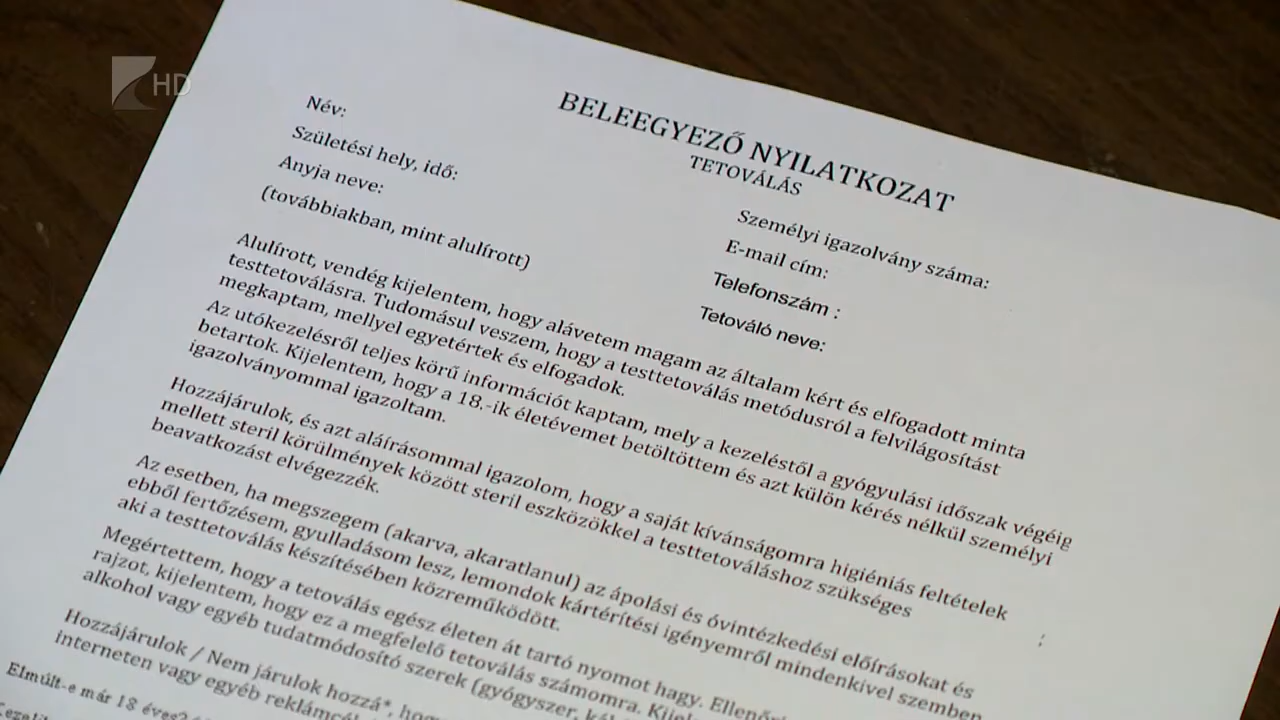 HD
BELEEGYEZŐ NYILATKOZAT
TETOVÁLÁS
Név:
Születési hely, idő:
Anyja neve:
(továbbiakban, mint alulírott)
Személyi igazolvány száma:
E-mail cím:
Telefonszám :
Tetováló neve:
Alulírott, vendég kijelentem, hogy alávetem magam az általam kért és elfogadott minta
testtetoválásra. Tudomásul veszem, hogy a testtetoválás metódusról a felvilágosítást
megkaptam, mellyel egyetértek és elfogadok.
Az utókezelésről teljes körű információt kaptam, mely a kezeléstől a gyógyulási időszak végéig
betartok. Kijelentem, hogy a 18.-ik életévemet betöltöttem és azt külön kérés nélkül személyi
igazolványommal igazoltam.
Hozzájárulok, és azt aláírásommal igazolom, hogy a saját kívánságomra higiéniás feltételek
mellett steril körülmények között steril eszközökkel a testtetováláshoz szükséges
beavatkozást elvégezzék.
Az esetben, ha megszegem (akarva, akaratlanul) az ápolási és óvintézkedési előírásokat és
ebből fertőzésem, gyulladásom lesz, lemondok kártérítési igényemről mindenkivel szemben
aki a testtetoválás készítésében közreműködött.
Megértettem, hogy a tetoválás egész életen át tartó nyomot hagy.
rajzot, kijelentem, hogy ez a megfelelő tetoválás számomra.
alkohol vagy egyéb tudatmódosító szerek (gyógyszer,
Hozzájárulok / Nem járulok hozzá*,
interneten vagy egyéb
Elmúlt-e már 18 éves?